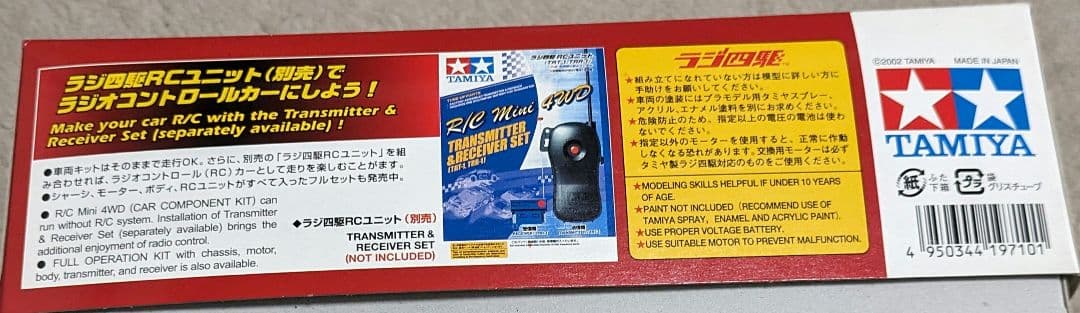 ラジ四駆RCユニット(別売)で
ラジオコントロールカーにしよう!
Make your car R/C with the Transmitter &
Receiver Set (separately available) !
●車両キットはそのままで走行OK。さらに、別売の「ラジ四駆RCユニット」を組
み合わせれば、ラジオコントロール(RC)カーとして走りを楽しむことができます。
●シャーシ、モーター、ボディ、RCユニットがすべて入ったフルセットも発売中。
● R/C Mini 4WD (CAR COMPONENT KIT) can
run without R/C system. Installation of Transmitter
& Receiver Set (separately available) brings the
additional enjoyment of radio control.
● FULL OPERATION KIT with chassis, motor,
body, transmitter, and receiver is also available.
◆ラジ四駆RCユニット(別売)
TRANSMITTER &
RECEIVER SET
(NOT INCLUDED)
TAMIYA
ラジ四駆RCユニット
(TRT-1, TRR-1)
R/C Mini 4WD
TRANSMITTER
& RECEIVER SET
(TRT-1, TRR-1)
ラジ四駆
★組み立てになれていない方は模型に詳しい方に
手助けをお願いしてください。
★車両の塗装にはプラモデル用タミヤスプレー、
アクリル、エナメル塗料を別にお求めください。
★危険防止のため、指定以上の電圧の電池は使わ
ないでください。
★指定以外のモーターを使用すると、正常に作動
しなくなる恐れがあります。交換用モーターは必ず
タミヤ製ラジ四駆対応のものをご使用ください。
★MODELING SKILLS HELPFUL IF UNDER 10 YEARS
OF AGE.
★PAINT NOT INCLUDED (RECOMMEND USE OF
TAMIYA SPRAY, ENAMEL AND ACRYLIC PAINT).
★USE PROPER VOLTAGE BATTERY.
★USE SUITABLE MOTOR TO PREVENT MALFUNCTION.
©2002 TAMIYA MADE IN JAPAN
TAMIYA
紙 ふた
下箱
プラ 袋
グリスチューブ
4 950344 197101